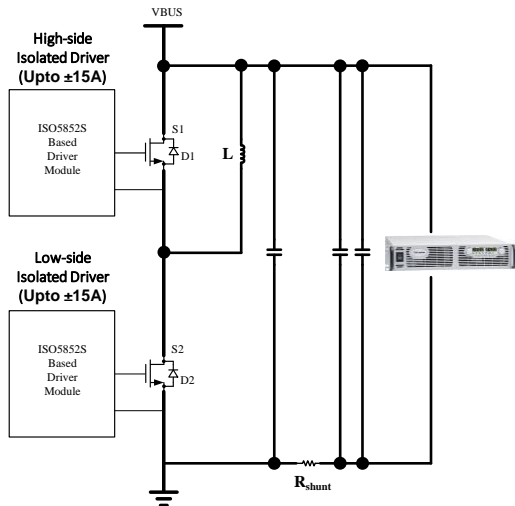 VBUS
High-side
Isolated Driver
(Upto ±15A)
ISO5852S
Based
Driver
Module
S1
D1
L
Low-side
Isolated Driver
(Upto ±15A)
ISO5852S
Based
Driver
Module
S2
D2
Rshunt